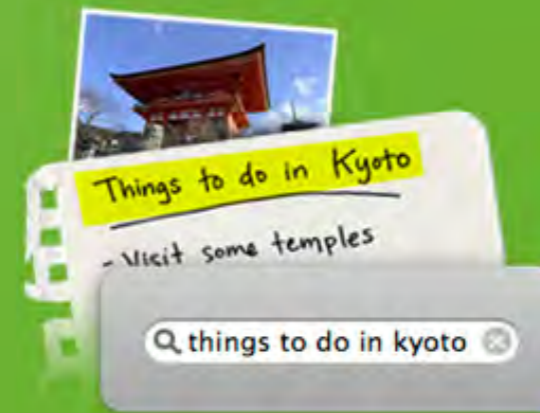 Things to do in Kyoto
- Visit some temples
things to do in kyoto